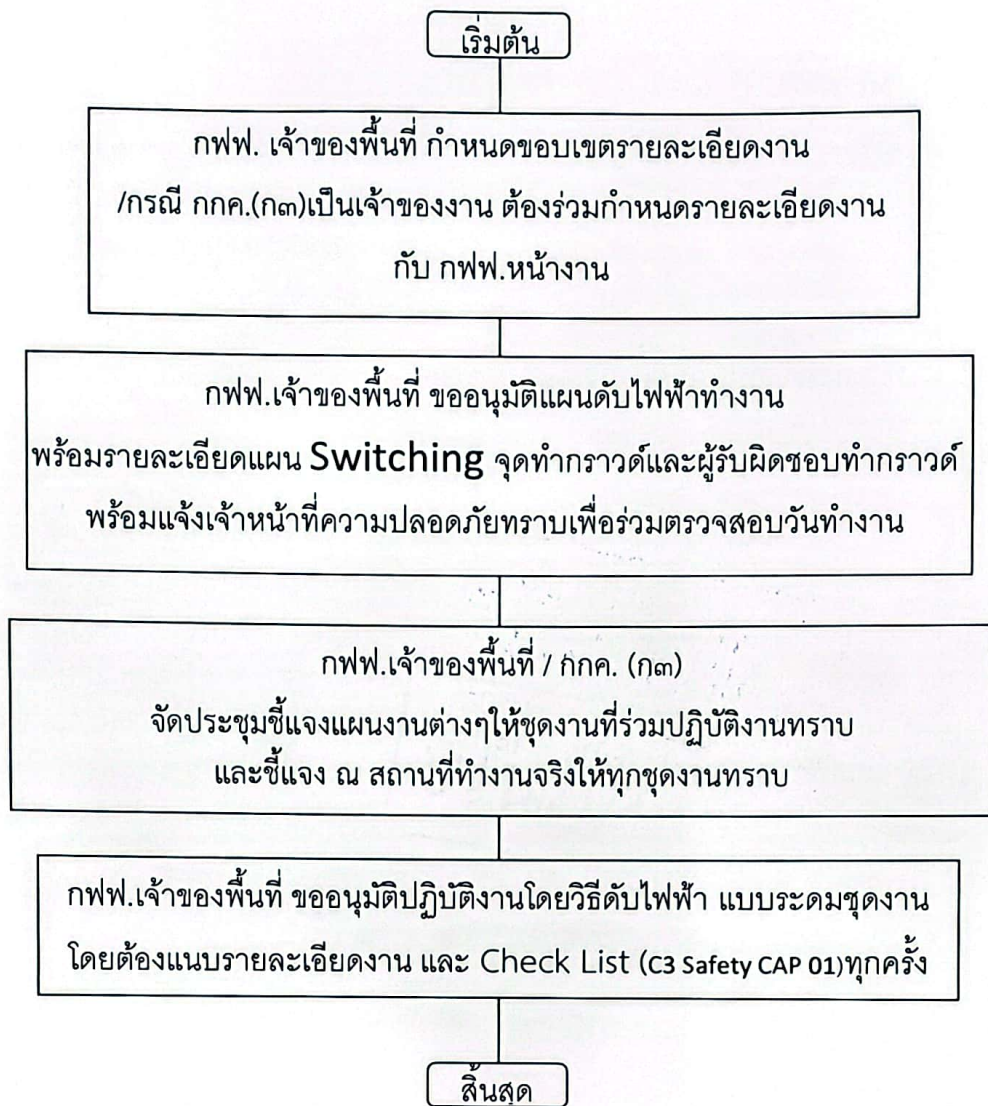 เริ่มต้น
กฟฟ. เจ้าของพื้นที่ กำหนดขอบเขตรายละเอียดงาน
/กรณี กกค.(ก๓)เป็นเจ้าของงาน ต้องร่วมกำหนดรายละเอียดงาน
กับ กฟฟ.หน้างาน
กฟฟ.เจ้าของพื้นที่ ขออนุมัติแผนดับไฟฟ้าทำงาน
พร้อมรายละเอียดแผน Switching จุดทำกราวด์และผู้รับผิดชอบทำกราวด์
พร้อมแจ้งเจ้าหน้าที่ความปลอดภัยทราบเพื่อร่วมตรวจสอบวันทำงาน
กฟฟ.เจ้าของพื้นที่ / กกค. (ก๓)
จัดประชุมชี้แจงแผนงานต่างๆให้ชุดงานที่ร่วมปฏิบัติงานทราบ
และชี้แจง ณ สถานที่ทำงานจริงให้ทุกชุดงานทราบ
กฟฟ.เจ้าของพื้นที่ ขออนุมัติปฏิบัติงานโดยวิธีดับไฟฟ้า แบบระดมชุดงาน
โดยต้องแนบรายละเอียดงาน และ Check List (C3 Safety CAP 01)ทุกครั้ง
สิ้นสุด